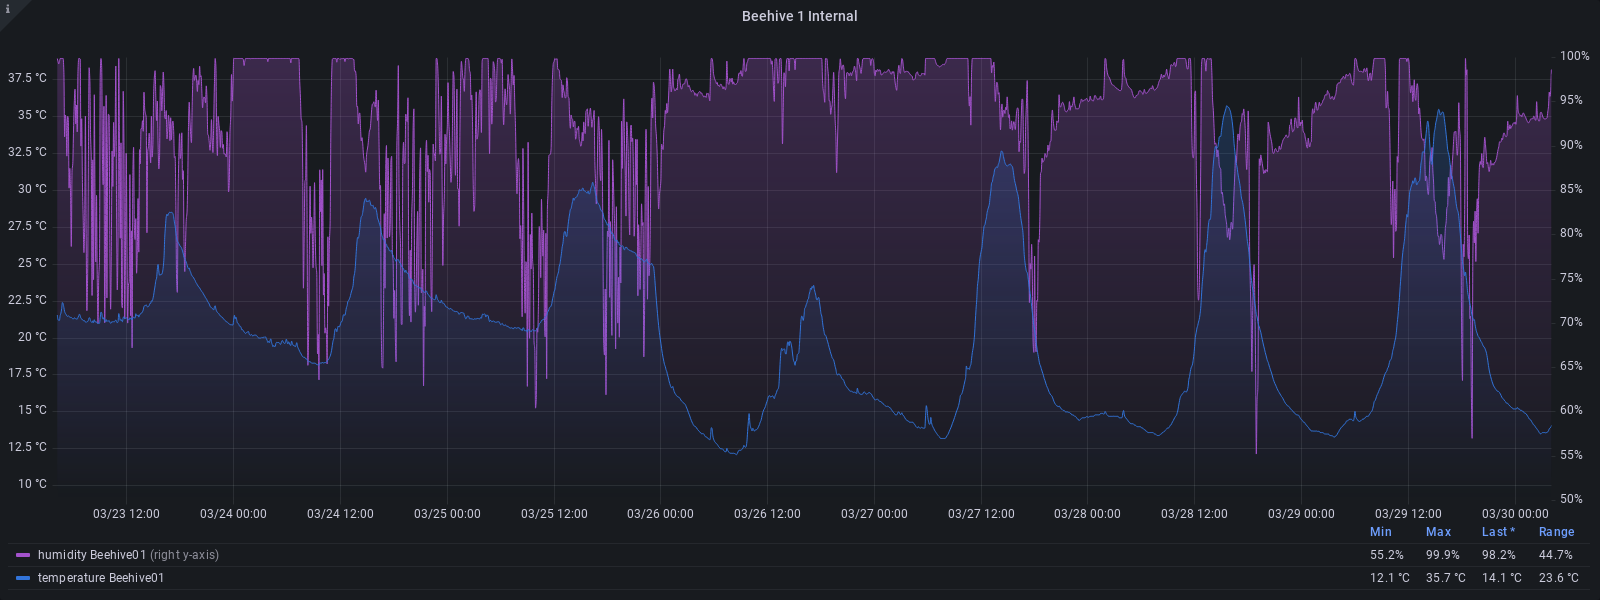 i
Beehive 1 Internal
37.5 °C
35 °C
32.5 °C
30 °C
27.5 °C
25 °C
22.5 °C
20 °C
17.5 °C
15 °C
12.5 °C
10 °C
100%
95%
90%
85%
80%
75%
70%
65%
60%
55%
50%
03/23 12:00 03/24 00:00 03/24 12:00 03/25 00:00 03/25 12:00 03/26 00:00 03/26 12:00 03/27 00:00 03/27 12:00 03/28 00:00 03/28 12:00 03/29 00:00 03/29 12:00 03/30 00:00
Min Max Last * Range
humidity Beehive01 (right y-axis) 55.2% 99.9% 98.2% 44.7%
temperature Beehive01 12.1 °C 35.7 °C 14.1 °C 23.6 °C